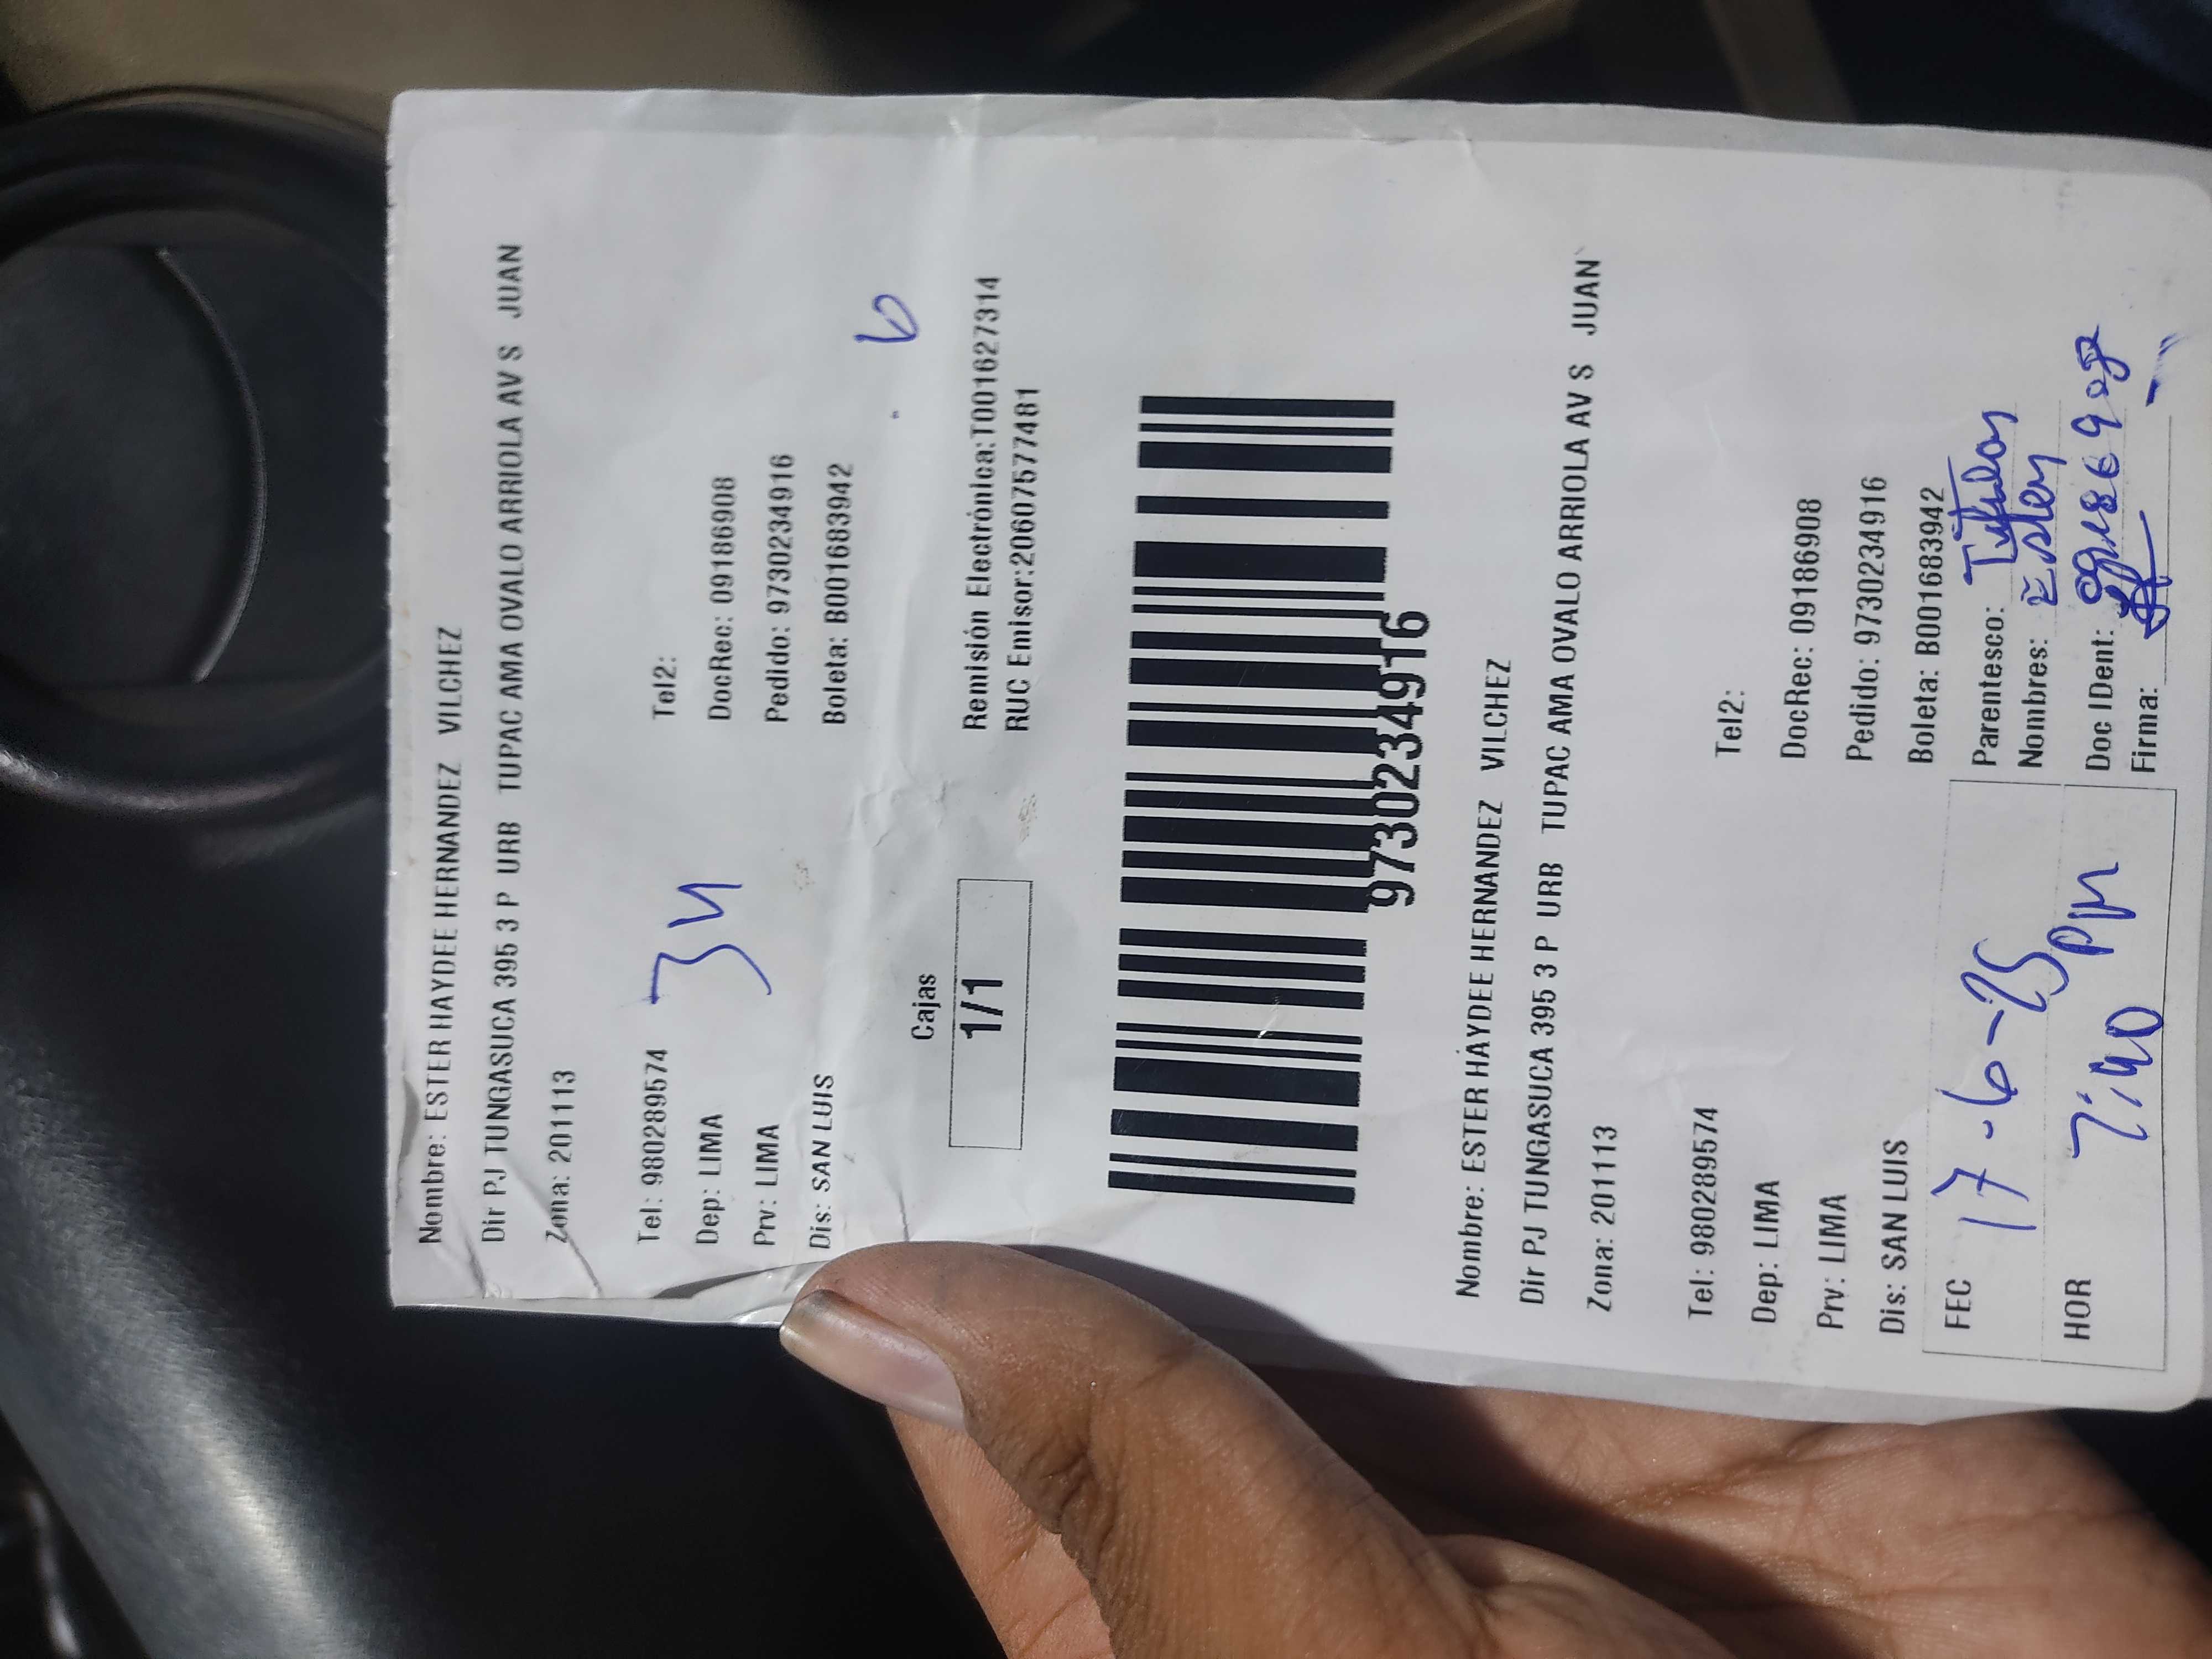 Nombre: ESTER HAYDEE HERNANDEZ VILCHEZ
Dir PJ TUNGASUCA 395 3 P URB TUPAC AMA OVALO ARRIOLA AV S JUAN
Zona: 201113
Tel: 980289574 Tel2:
34
Dep: LIMA DocRec: 09186908
Prv: LIMA Pedido: 9730234916
Dis: SAN LUIS Boleta: B001683942
6
Cajas
1/1
Remisión Electrónica:T001627314
RUC Emisor:20607577481
9730234916
Nombre: ESTER HAYDEE HERNANDEZ VILCHEZ
Dir PJ TUNGASUCA 395 3 P URB TUPAC AMA OVALO ARRIOLA AV S JUAN
Zona: 201113
Tel: 980289574 Tel2:
Dep: LIMA DocRec: 09186908
Prv: LIMA Pedido: 9730234916
Dis: SAN LUIS Boleta: B001683942
FEC 17-6-25
HOR 7:40 pm
Parentesco: Titular
Nombres: Ester
Doc IDent: 09186908
Firma: